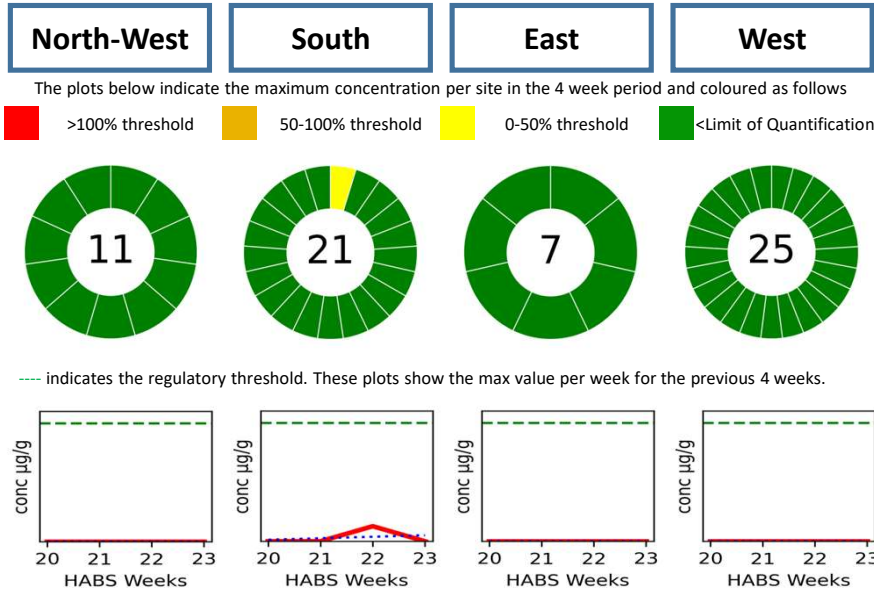 North-West South East West
The plots below indicate the maximum concentration per site in the 4 week period and coloured as follows
>100% threshold 50-100% threshold 0-50% threshold <Limit of Quantification
11 21 7 25
---- indicates the regulatory threshold. These plots show the max value per week for the previous 4 weeks.
conc µg/g conc µg/g conc µg/g conc µg/g
20 21 22 23 20 21 22 23 20 21 22 23 20 21 22 23
HABS Weeks HABS Weeks HABS Weeks HABS Weeks